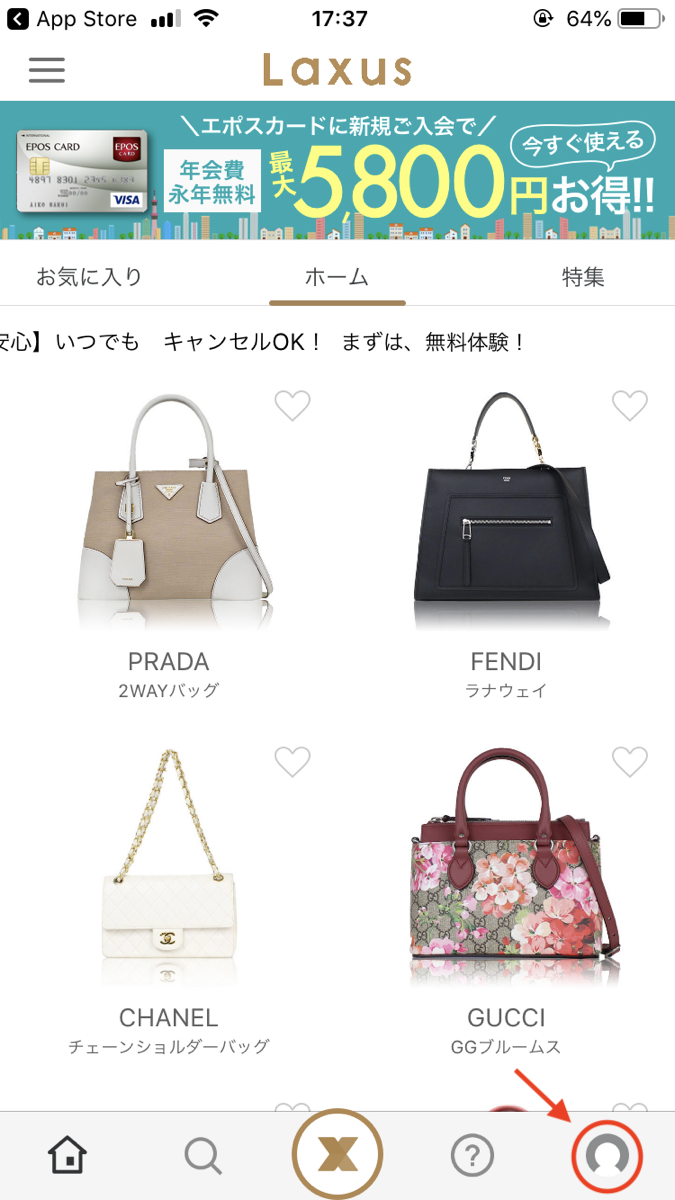 App Store 17:37 64%
Laxus
INTERNATIONAL
EPOS CARD
EPOS CARD
4897 8301 2345 6789
00/00
AIKO MARUI
VISA
\エポスカードに新規ご入会で/
年会費
永年無料
最大5,800円お得!!
今すぐ使える
お気に入り ホーム 特集
安心】いつでも キャンセルOK! まずは、無料体験!
PRADA
2WAYバッグ
FENDI
ラナウェイ
CHANEL
チェーンショルダーバッグ
GUCCI
GGブルームス
?